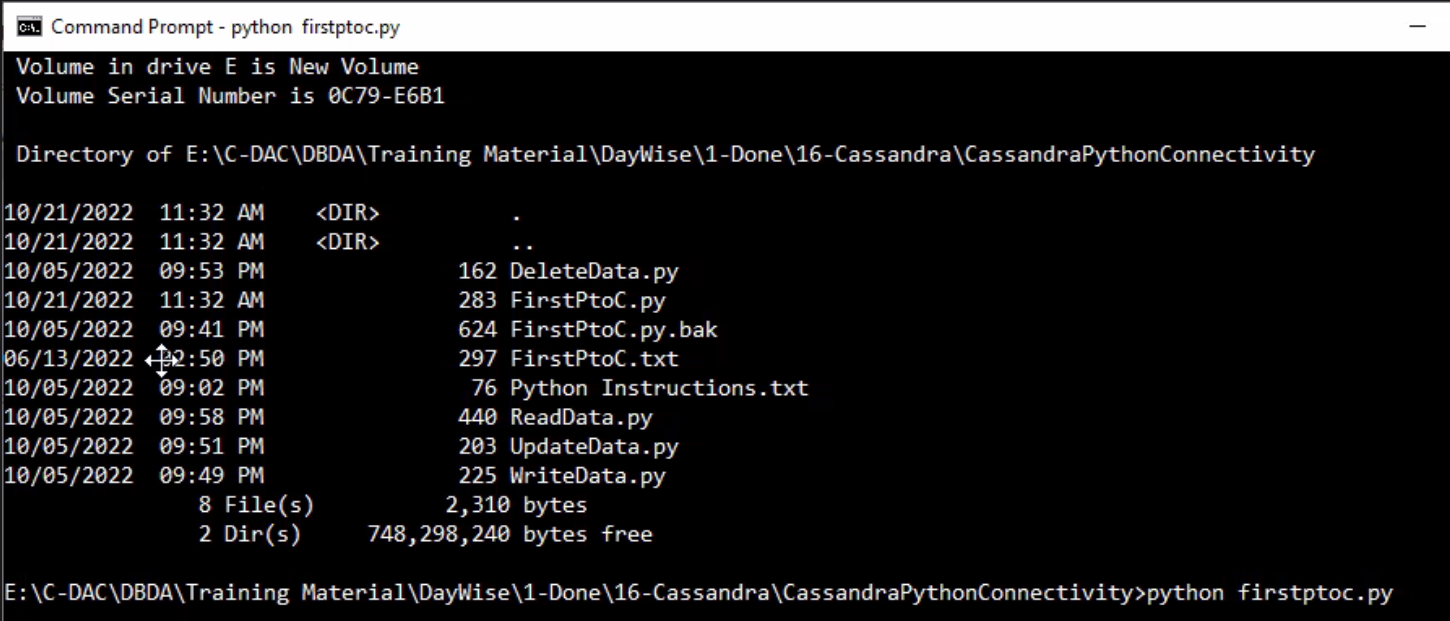 Command Prompt - python firstptoc.py
Volume in drive E is New Volume
Volume Serial Number is 0C79-E6B1
Directory of E:\C-DAC\DBDA\Training Material\DayWise\1-Done\16-Cassandra\CassandraPythonConnectivity
10/21/2022 11:32 AM <DIR> .
10/21/2022 11:32 AM <DIR> ..
10/05/2022 09:53 PM 162 DeleteData.py
10/21/2022 11:32 AM 283 FirstPtoC.py
10/05/2022 09:41 PM 624 FirstPtoC.py.bak
06/13/2022 PM 297 FirstPtoC.txt
10/05/2022 09:02 PM 76 Python Instructions.txt
10/05/2022 09:58 PM 440 ReadData.py
10/05/2022 09:51 PM 203 UpdateData.py
10/05/2022 09:49 PM 225 WriteData.py
8 File(s) 2,310 bytes
2 Dir(s) 748,298,240 bytes free
E:\C-DAC\DBDA\Training Material\DayWise\1-Done\16-Cassandra\CassandraPythonConnectivity>python firstptoc.py